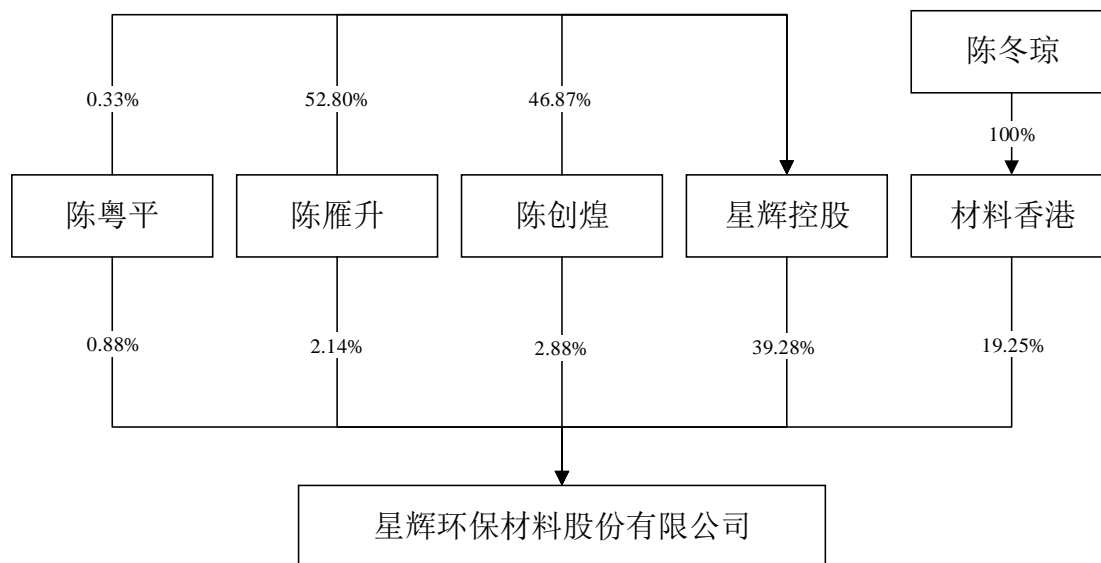 陈冬琼
0.33%
52.80%
46.87%
100%
陈粤平
陈雁升
陈创煌
星辉控股
材料香港
0.88%
2.14%
2.88%
39.28%
19.25%
星辉环保材料股份有限公司